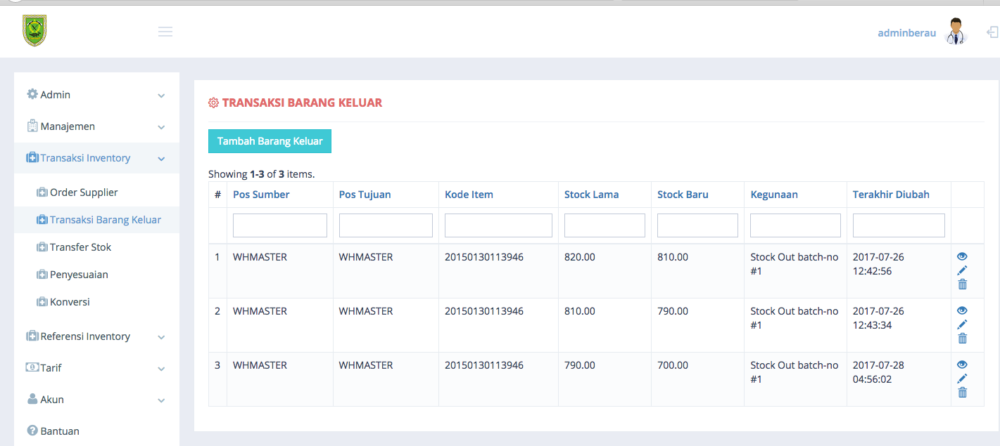 adminberau
Admin
Manajemen
Transaksi Inventory
Order Supplier
Transaksi Barang Keluar
Transfer Stok
Penyesuaian
Konversi
Referensi Inventory
Tarif
Akun
Bantuan
TRANSAKSI BARANG KELUAR
Tambah Barang Keluar
Showing 1-3 of 3 items.
# Pos Sumber Pos Tujuan Kode Item Stock Lama Stock Baru Kegunaan Terakhir Diubah
1 WHMASTER WHMASTER 20150130113946 820.00 810.00 Stock Out batch-no 2017-07-26
#1 12:42:56
2 WHMASTER WHMASTER 20150130113946 810.00 790.00 Stock Out batch-no 2017-07-26
#1 12:43:34
3 WHMASTER WHMASTER 20150130113946 790.00 700.00 Stock Out batch-no 2017-07-28
#1 04:56:02